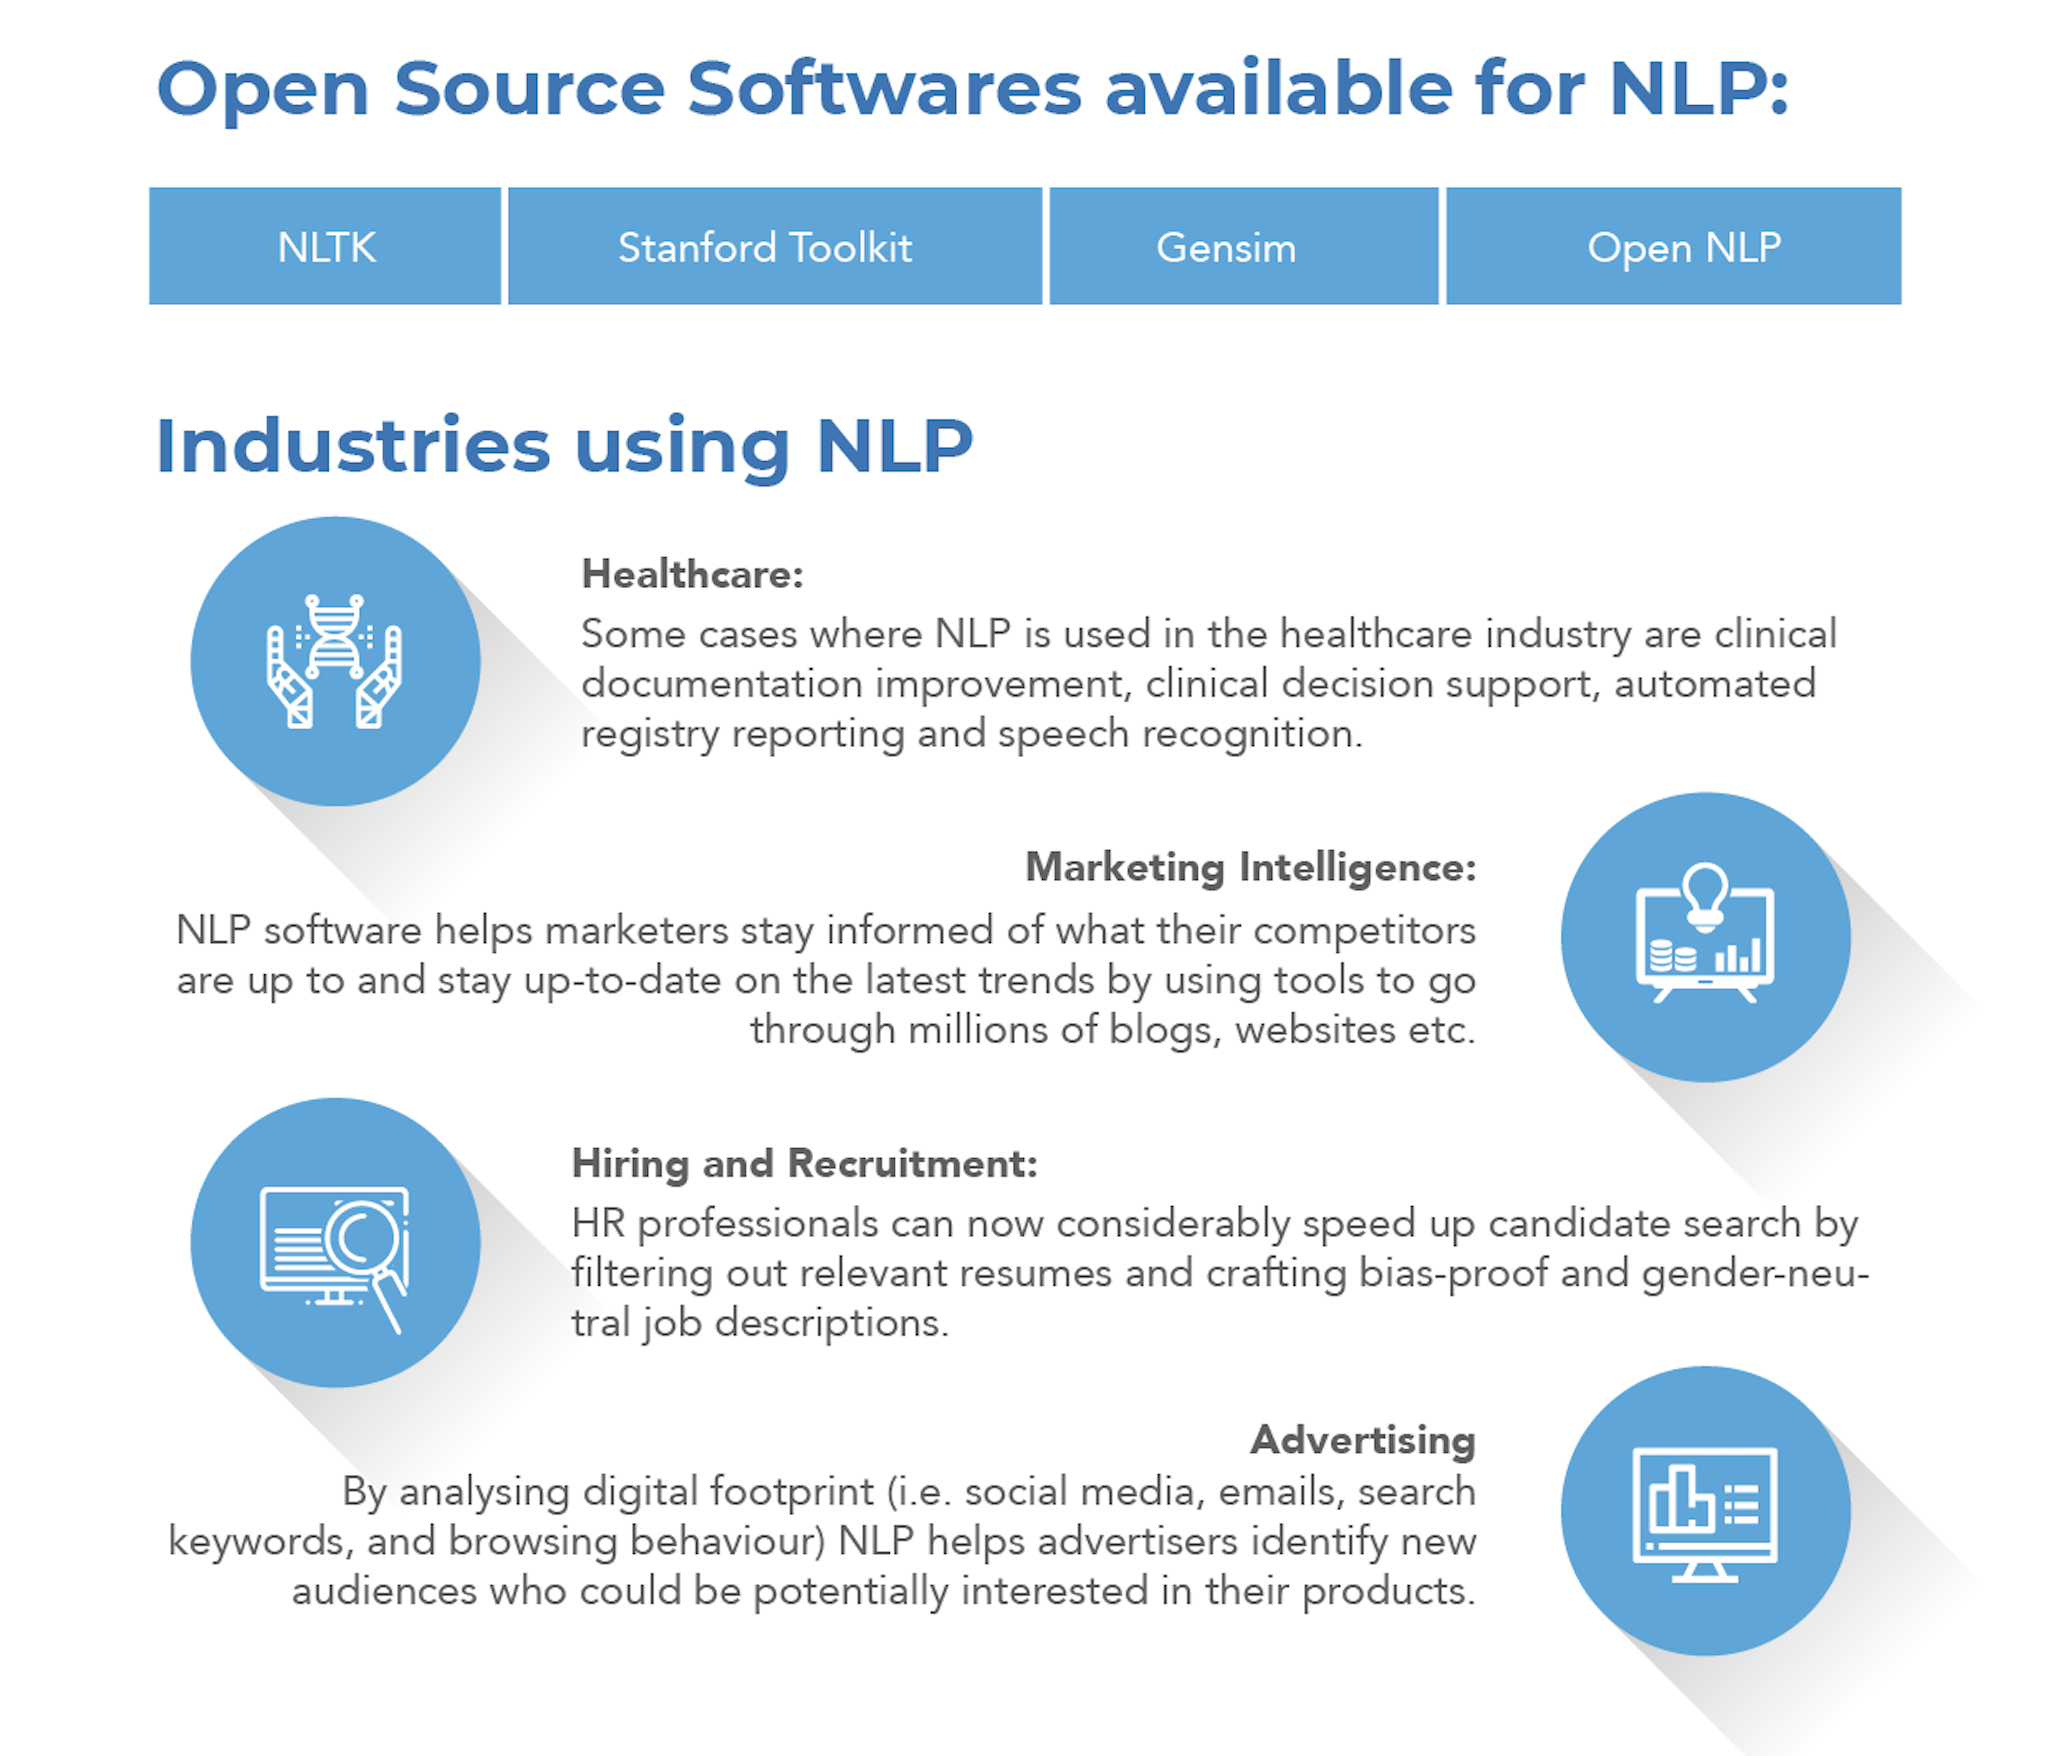 Open Source Softwares available for NLP:
NLTK
Stanford Toolkit
Gensim
Open NLP
Industries using NLP
Healthcare:
Some cases where NLP is used in the healthcare industry are clinical
documentation improvement, clinical decision support, automated
registry reporting and speech recognition.
Marketing Intelligence:
NLP software helps marketers stay informed of what their competitors
are up to and stay up-to-date on the latest trends by using tools to go
through millions of blogs, websites etc.
Hiring and Recruitment:
HR professionals can now considerably speed up candidate search by
filtering out relevant resumes and crafting bias-proof and gender-neu-
tral job descriptions.
Advertising
By analysing digital footprint (i.e. social media, emails, search
keywords, and browsing behaviour) NLP helps advertisers identify new
audiences who could be potentially interested in their products.